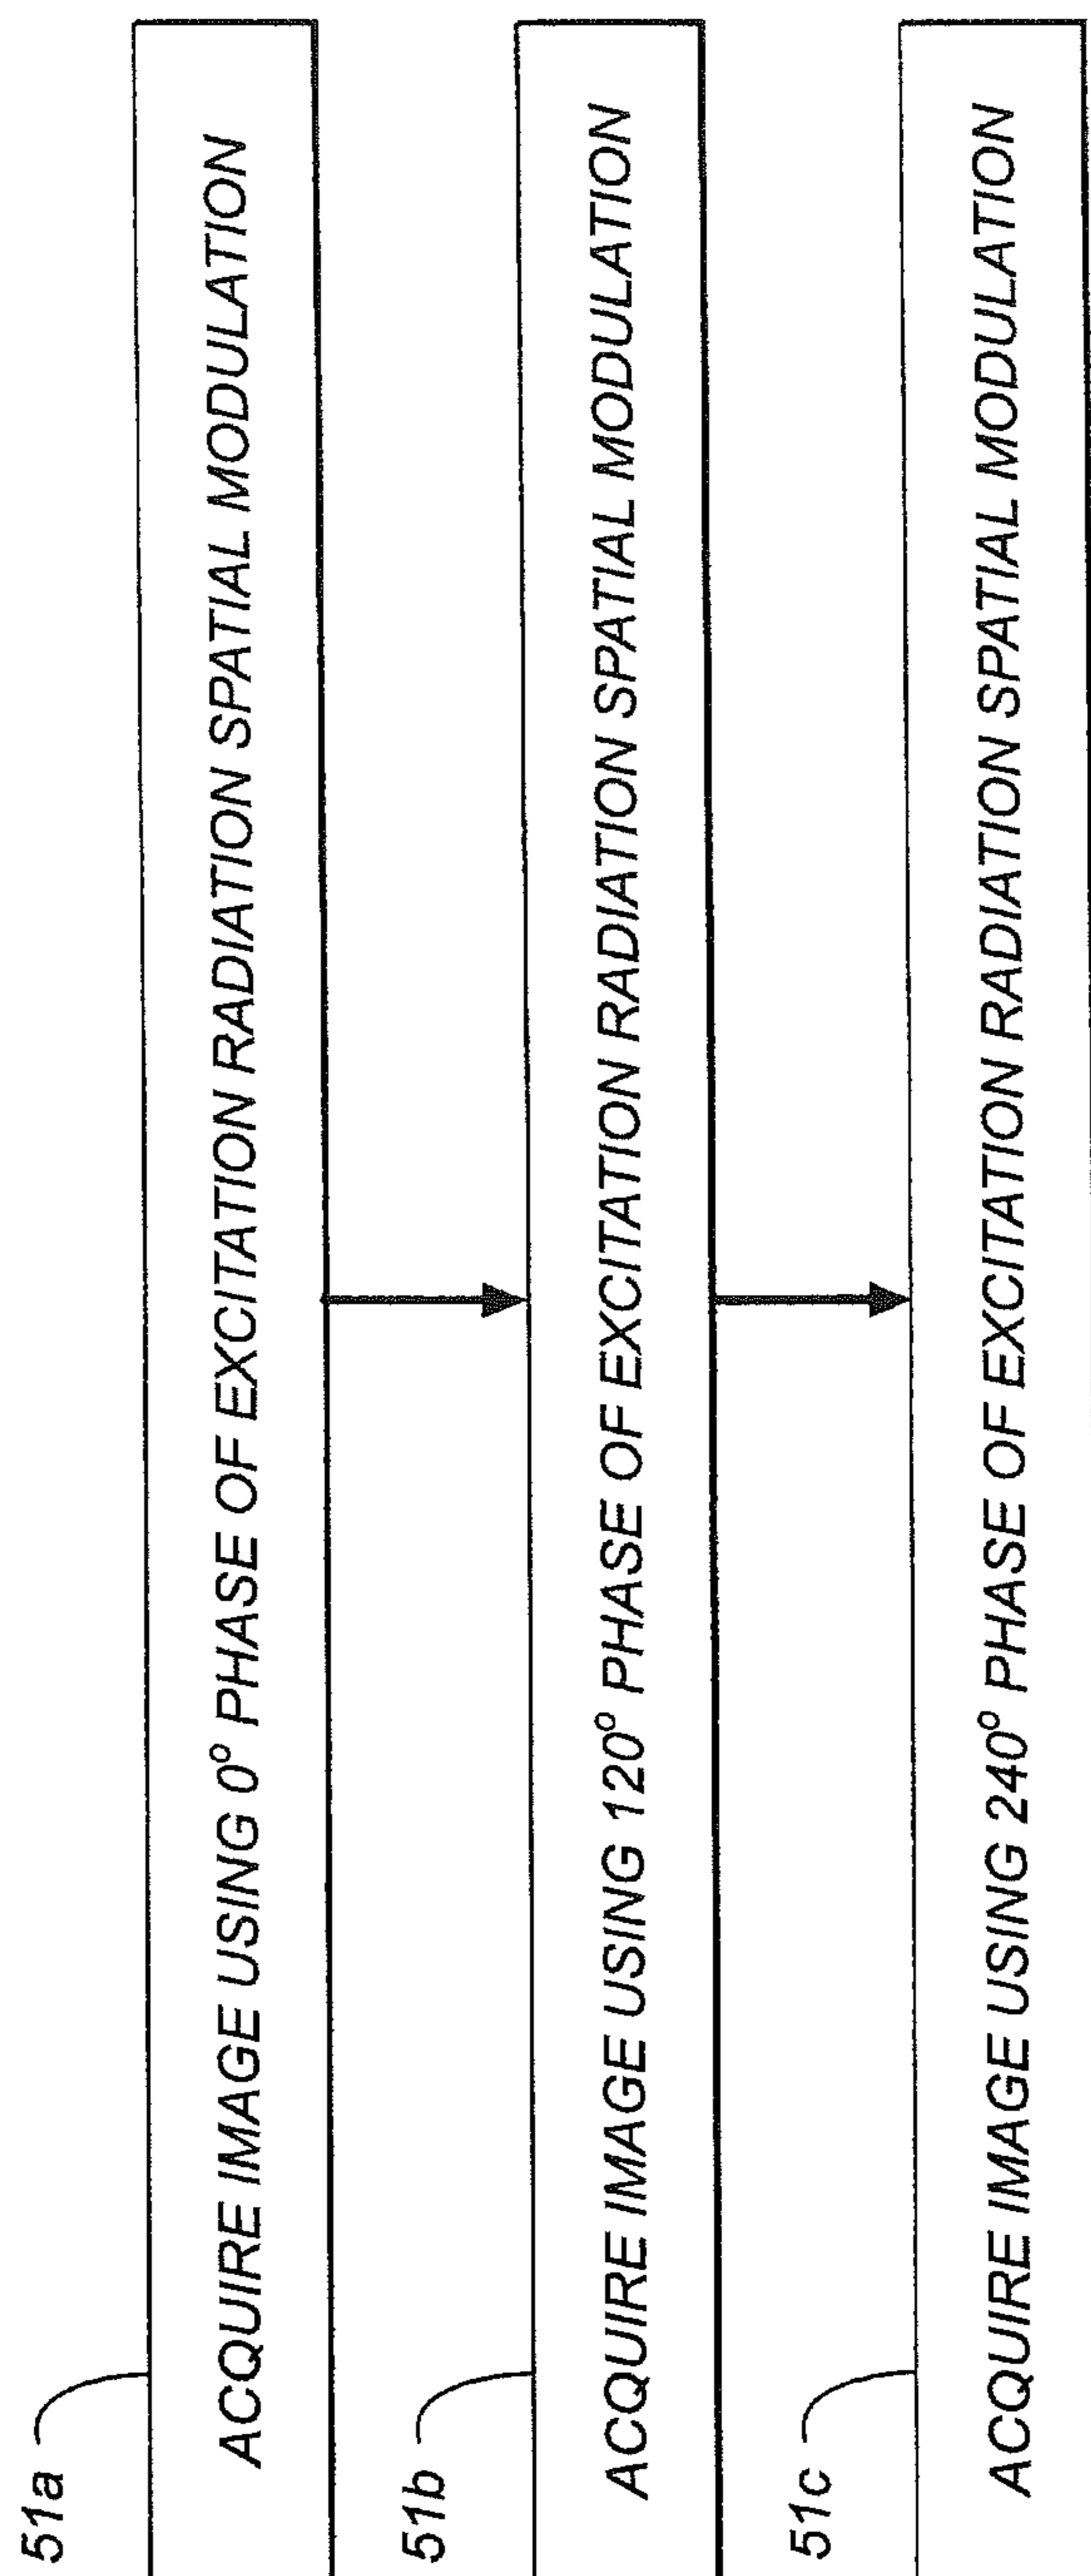 51a
ACQUIRE IMAGE USING 0° PHASE OF EXCITATION RADIATION SPATIAL MODULATION
51b
ACQUIRE IMAGE USING 120° PHASE OF EXCITATION RADIATION SPATIAL MODULATION
51c
ACQUIRE IMAGE USING 240° PHASE OF EXCITATION RADIATION SPATIAL MODULATION